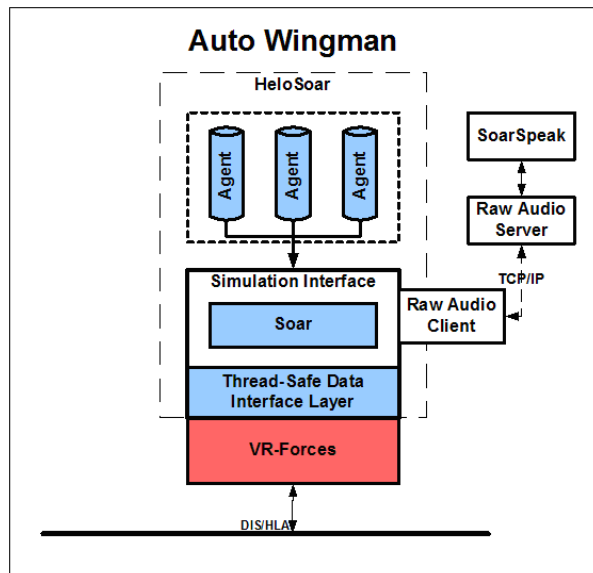 Auto Wingman
HeloSoar
Agent
Agent
Agent
SoarSpeak
Raw Audio
Server
TCP/IP
Simulation Interface
Soar
Raw Audio
Client
Thread-Safe Data
Interface Layer
VR-Forces
DIS/HLA